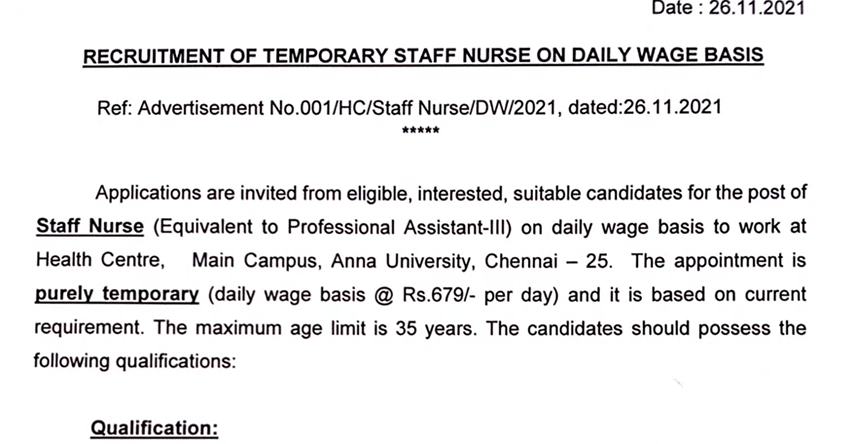 Date : 26.11.2021
RECRUITMENT OF TEMPORARY STAFF NURSE ON DAILY WAGE BASIS
Ref: Advertisement No.001/HC/Staff Nurse/DW/2021, dated:26.11.2021
*****
Applications are invited from eligible, interested, suitable candidates for the post of
Staff Nurse (Equivalent to Professional Assistant-III) on daily wage basis to work at
Health Centre, Main Campus, Anna University, Chennai – 25. The appointment is
purely temporary (daily wage basis @ Rs.679/- per day) and it is based on current
requirement. The maximum age limit is 35 years. The candidates should possess the
following qualifications:
Qualification: